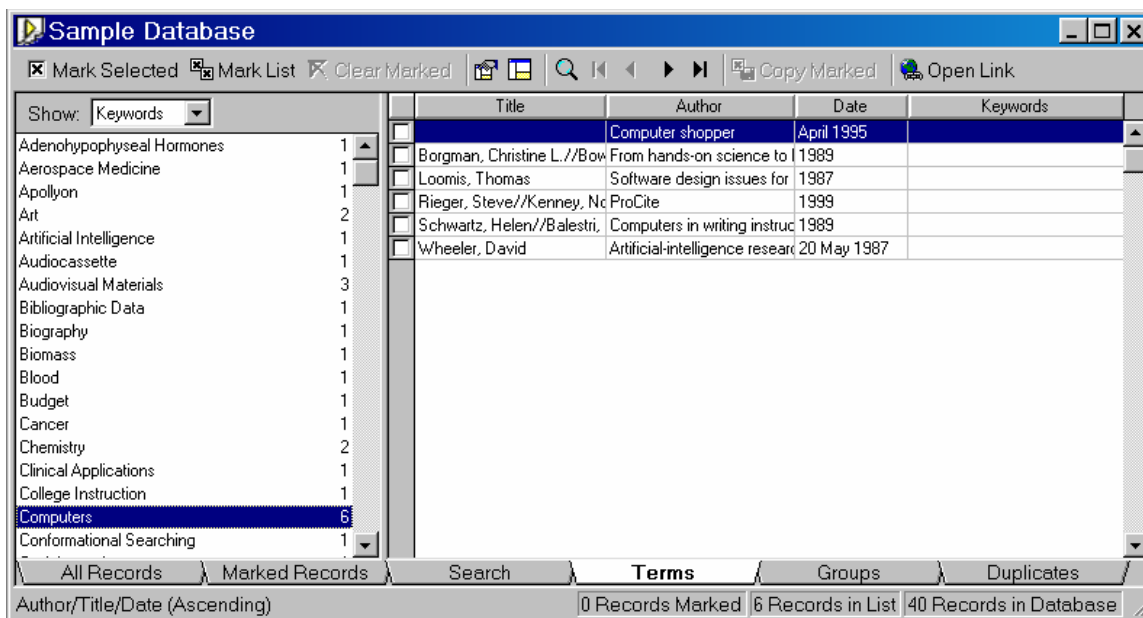 Sample Database
Mark Selected Mark List Clear Marked Copy Marked Open Link
Show: Keywords
Adenohypophyseal Hormones 1
Aerospace Medicine 1
Apollyon 1
Art 2
Artificial Intelligence 1
Audiocassette 1
Audiovisual Materials 3
Bibliographic Data 1
Biography 1
Biomass 1
Blood 1
Budget 1
Cancer 1
Chemistry 2
Clinical Applications 1
College Instruction 1
Computers 6
Conformational Searching 1
Title Author Date Keywords
Computer shopper April 1995
Borgman, Christine L.//Bow From hands-on science to 1989
Loomis, Thomas Software design issues for 1987
Rieger, Steve//Kenney, No ProCite 1999
Schwartz, Helen//Balestri, Computers in writing instruc 1989
Wheeler, David Artificial-intelligence resear 20 May 1987
All Records Marked Records Search Terms Groups Duplicates
Author/Title/Date (Ascending) 0 Records Marked 6 Records in List 40 Records in Database